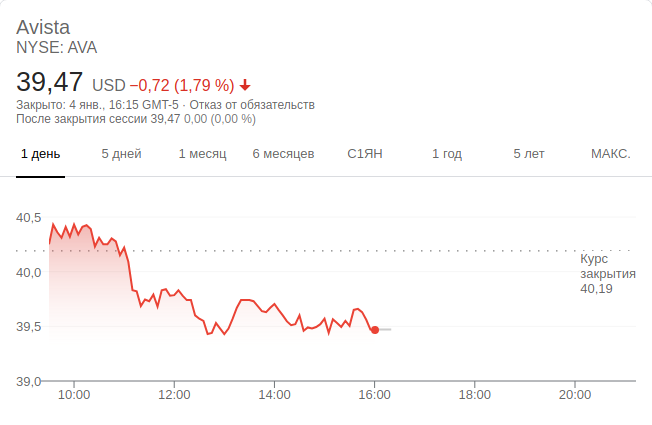 Avista
NYSE: AVA
39,47 USD −0,72 (1,79 %)
Закрыто: 4 янв., 16:15 GMT-5 · Отказ от обязательств
После закрытия сессии 39,47 0,00 (0,00 %)
1 день 5 дней 1 месяц 6 месяцев С1ЯН 1 год 5 лет МАКС.
40,5
Курс
закрытия
40,19
40,0
39,5
39,0
10:00 12:00 14:00 16:00 18:00 20:00